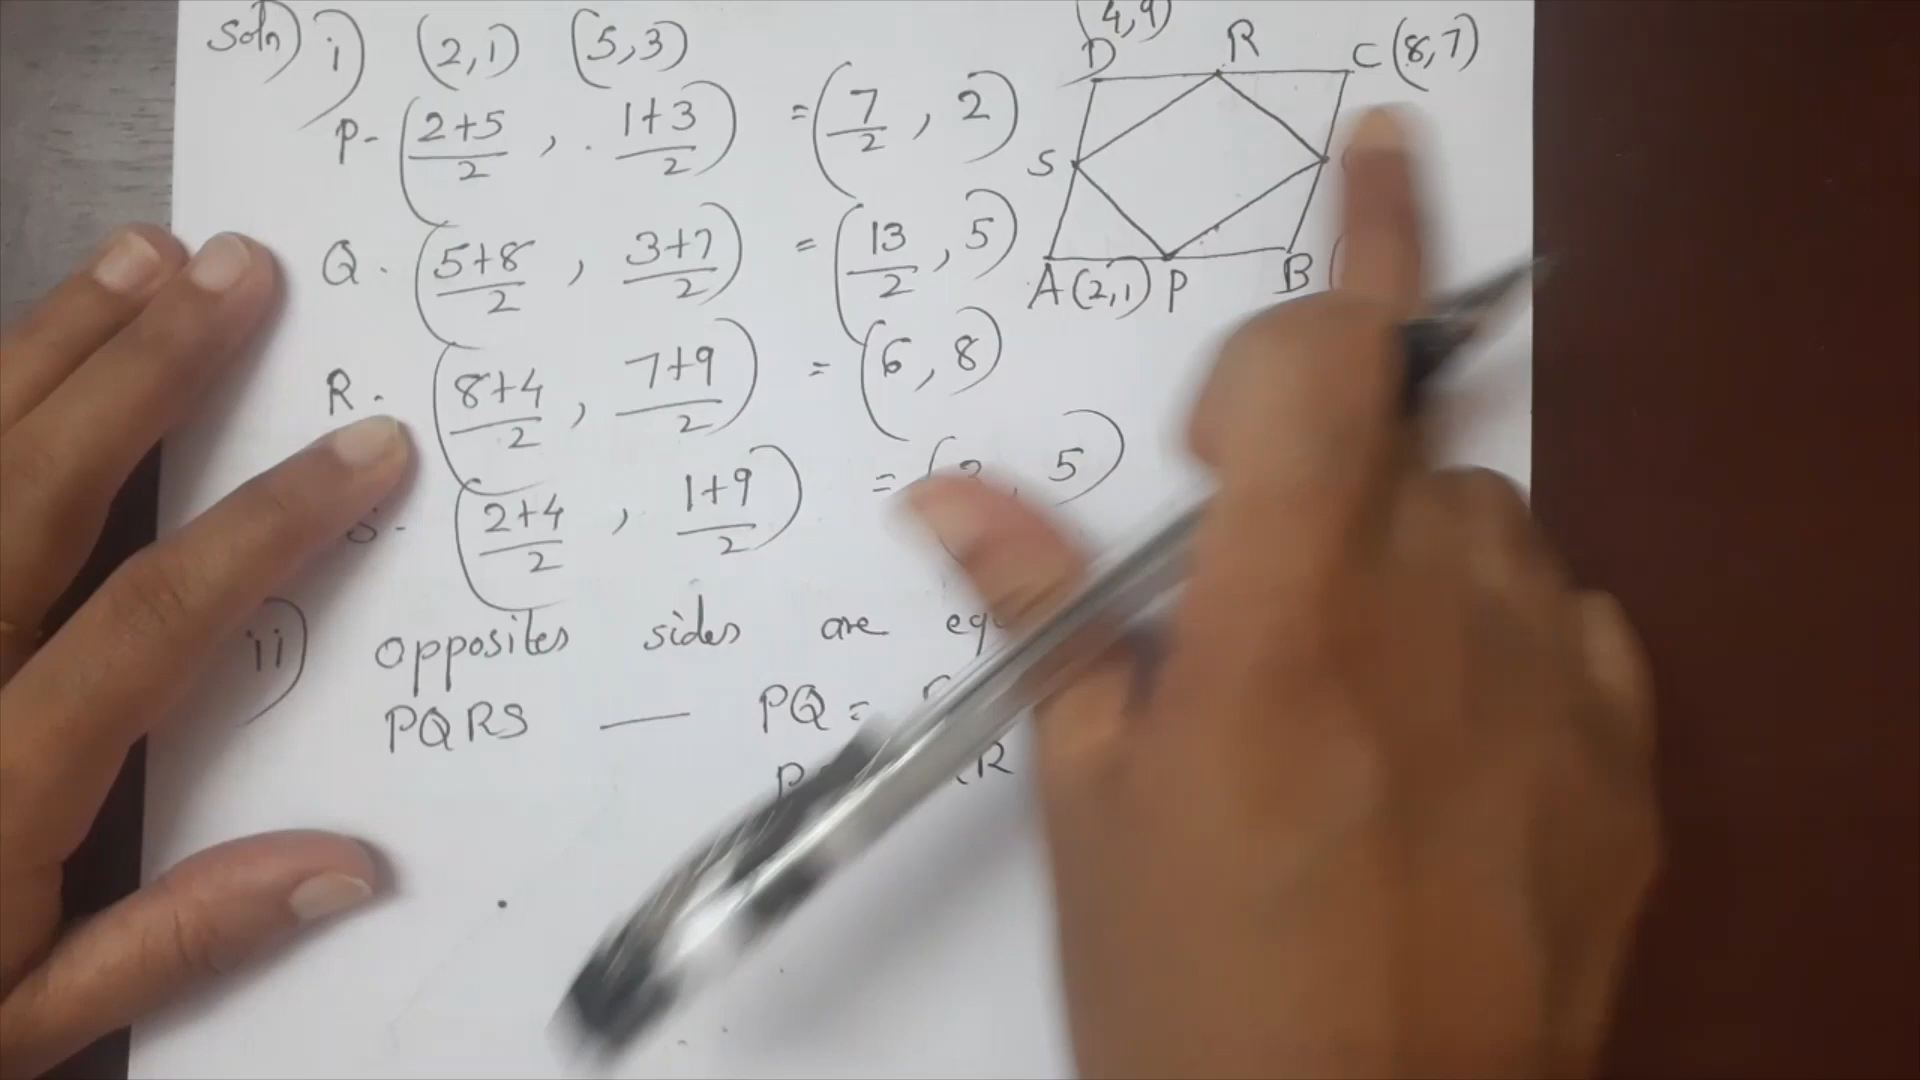 Soln) i) (2,1) (5,3)
P- (2+5/2 , 1+3/2) = (7/2 , 2)
Q. (5+8/2 , 3+7/2) = (13/2 , 5)
R. (8+4/2 , 7+9/2) = (6 , 8)
S- (2+4/2 , 1+9/2) = ( , 5)
ii) opposites sides are
PQRS — PQ =
(4,9)
D R C (8,7)
S
A (2,1) P B